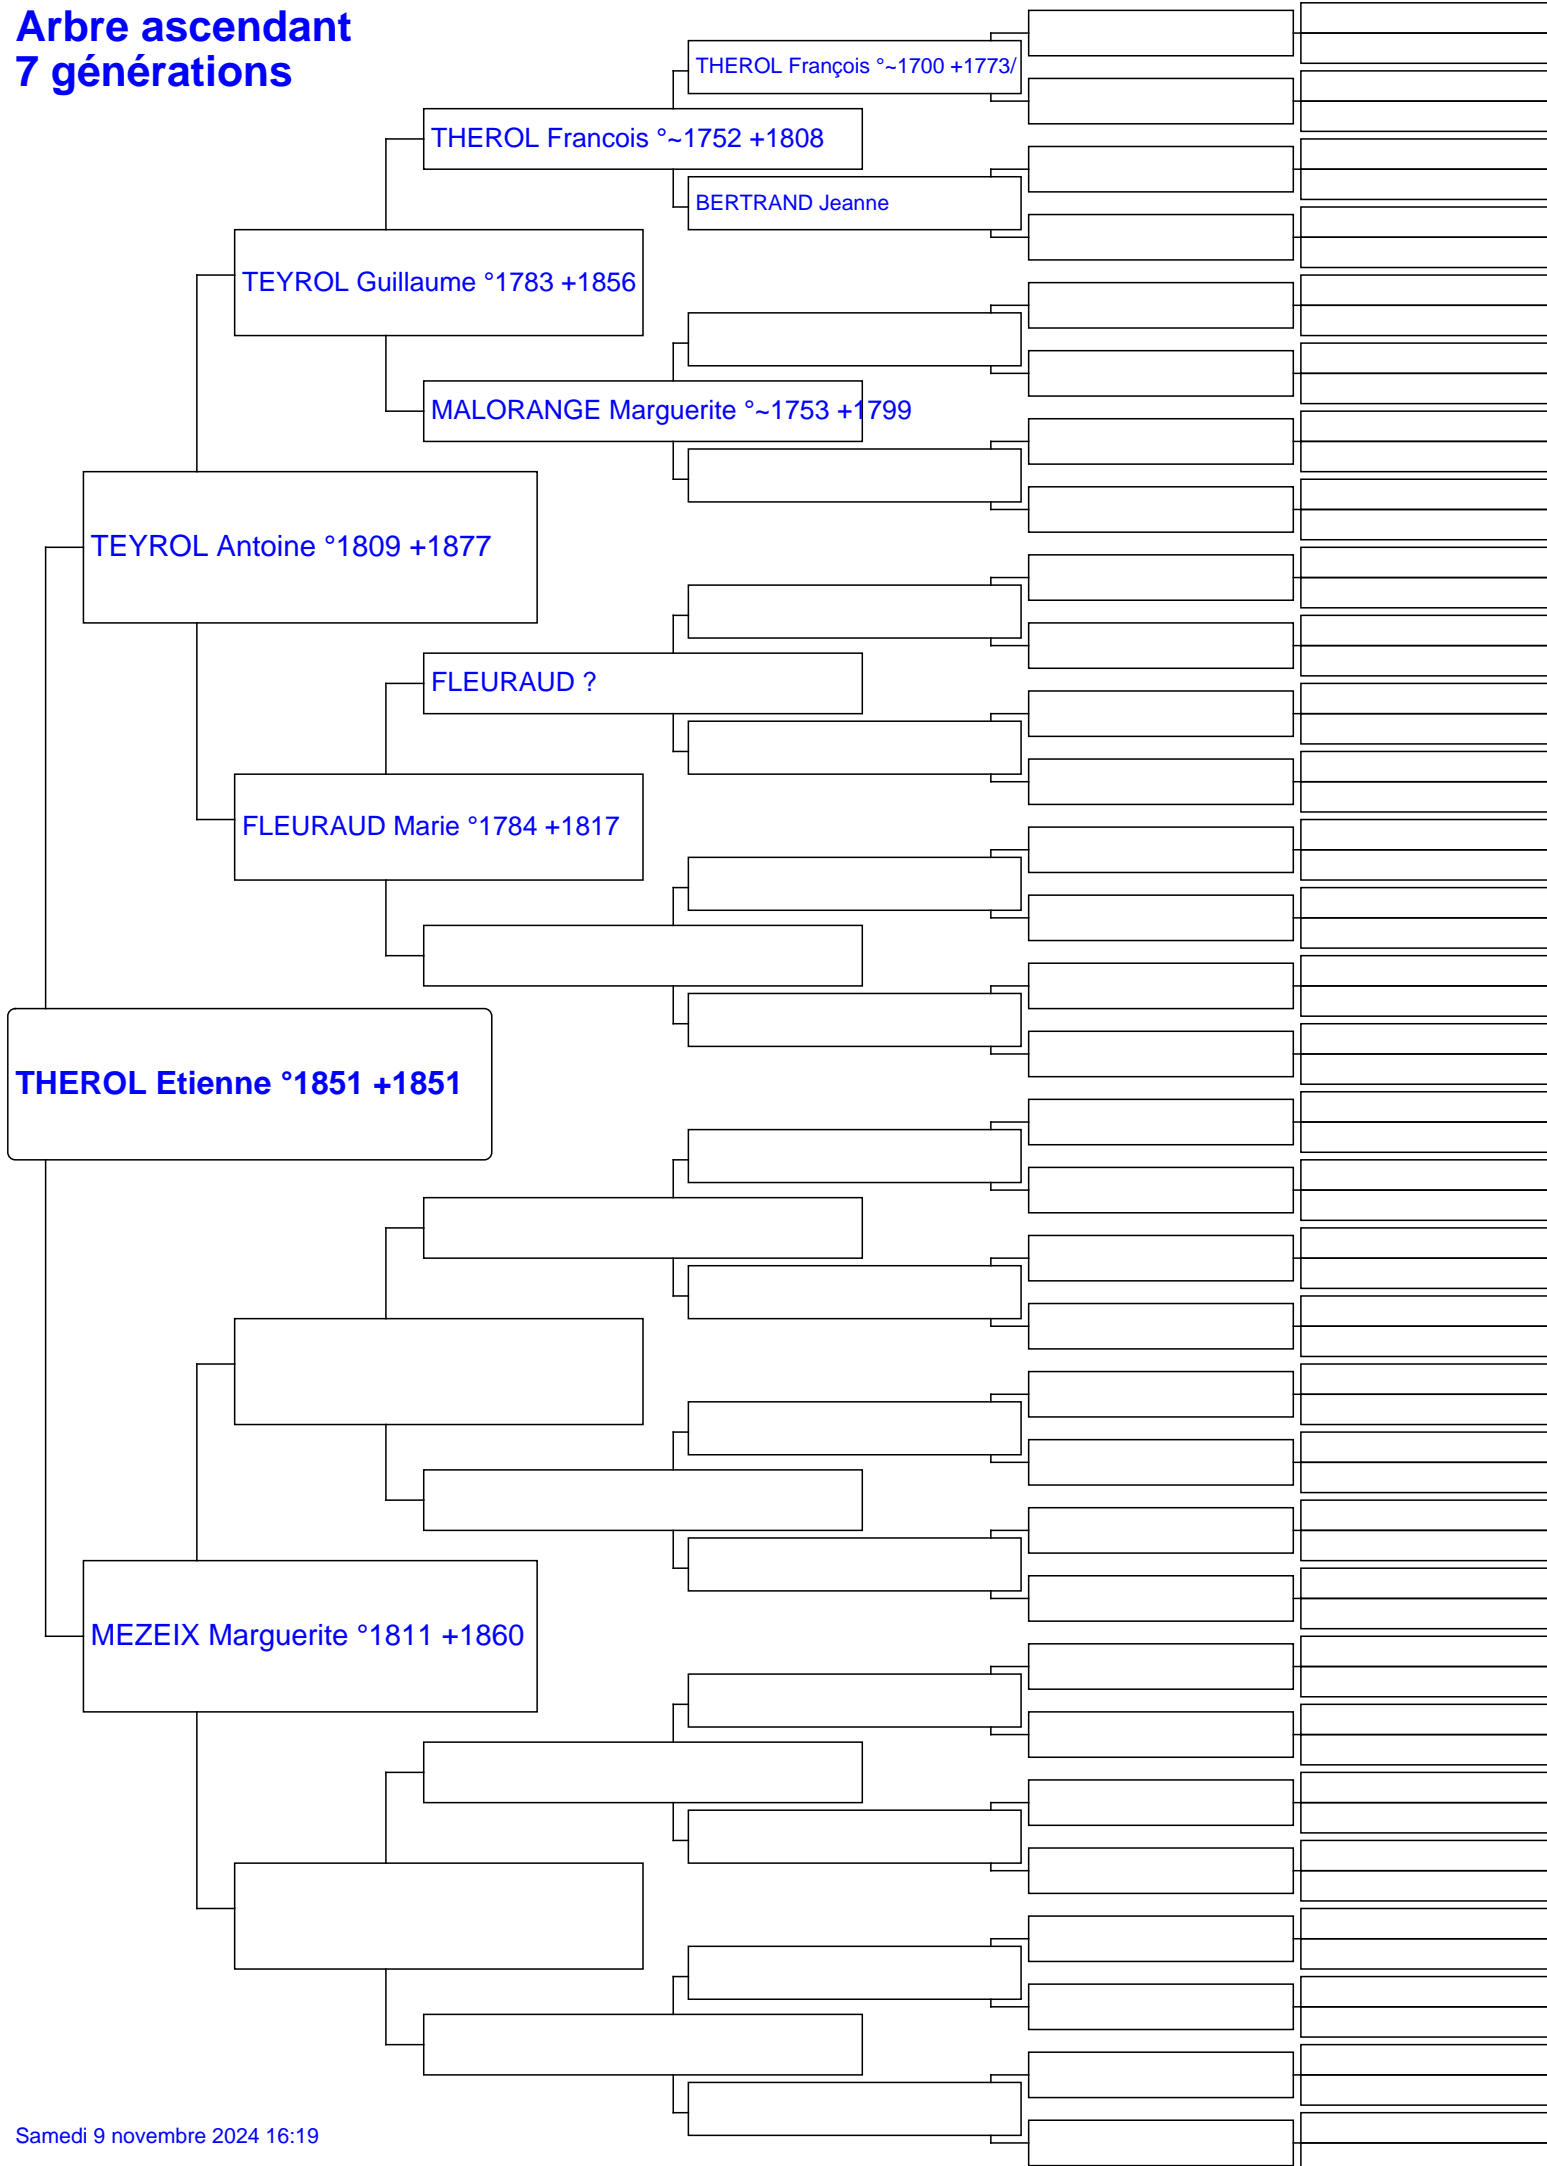 Arbre ascendant
7 générations
THEROL François °~1700 +1773/
THEROL Francois °~1752 +1808
BERTRAND Jeanne
TEYROL Guillaume °1783 +1856
MALORANGE Marguerite °~1753 +1799
TEYROL Antoine °1809 +1877
FLEURAUD ?
FLEURAUD Marie °1784 +1817
THEROL Etienne °1851 +1851
MEZEIX Marguerite °1811 +1860
Samedi 9 novembre 2024 16:19